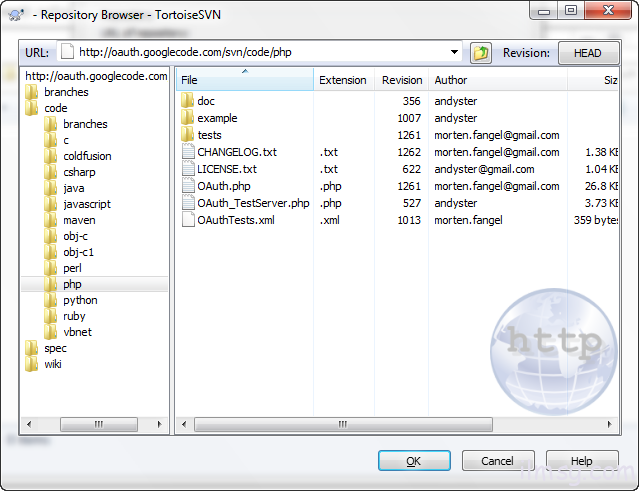 - Repository Browser - TortoiseSVN
URL: http://oauth.googlecode.com/svn/code/php Revision: HEAD
http://oauth.googlecode.com
branches
code
branches
c
coldfusion
csharp
java
javascript
maven
obj-c
obj-c1
perl
php
python
ruby
vbnet
spec
wiki
File Extension Revision Author Siz
doc 356 andyster
example 1007 andyster
tests 1261 morten.fangel@gmail.com
CHANGELOG.txt .txt 1262 morten.fangel@gmail.com 1.38 KB
LICENSE.txt .txt 622 andyster@gmail.com 1.04 KB
OAuth.php .php 1261 morten.fangel@gmail.com 26.8 KB
OAuth_TestServer.php .php 527 andyster 3.73 KB
OAuthTests.xml .xml 1013 morten.fangel 359 bytes
http
OK Cancel Help